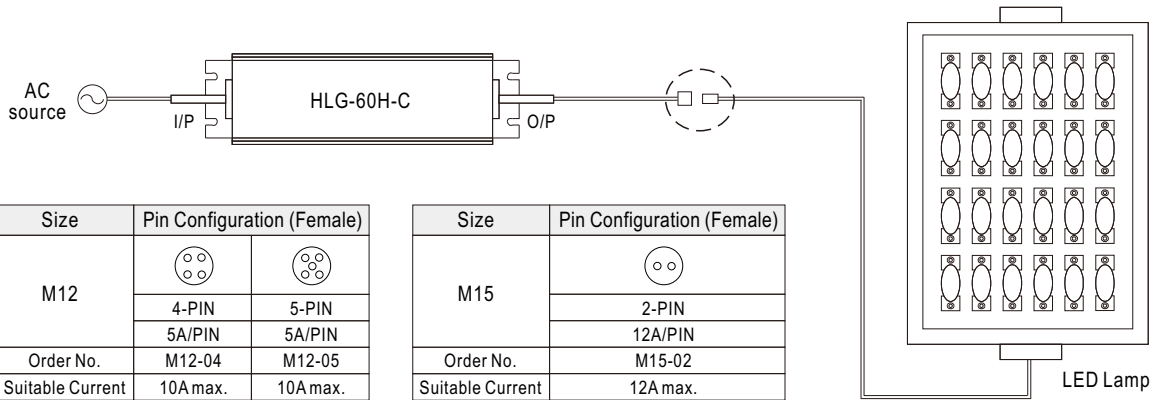 AC
source
I/P
HLG-60H-C
O/P
Size Pin Configuration (Female)
M12
4-PIN 5-PIN
5A/PIN 5A/PIN
Order No. M12-04 M12-05
Suitable Current 10A max. 10A max.
Size Pin Configuration (Female)
M15
2-PIN
12A/PIN
Order No. M15-02
Suitable Current 12A max.
LED Lamp